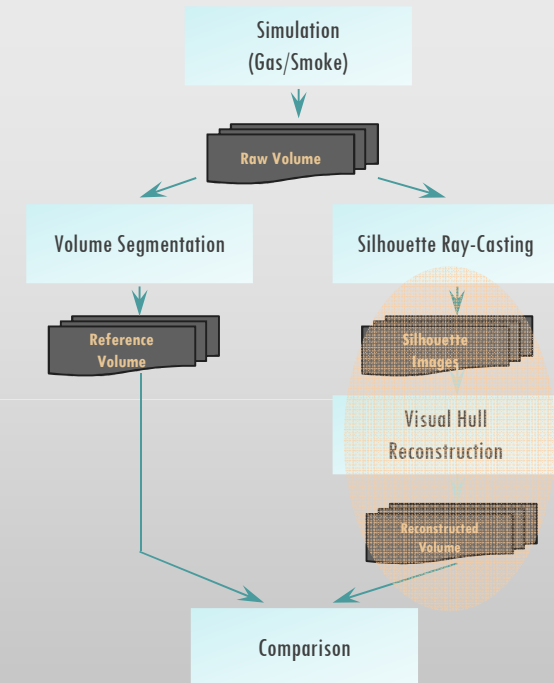 Simulation
(Gas/Smoke)
Raw Volume
Volume Segmentation
Silhouette Ray-Casting
Reference
Volume
Silhouette
Images
Visual Hull
Reconstruction
Reconstructed
Volume
Comparison